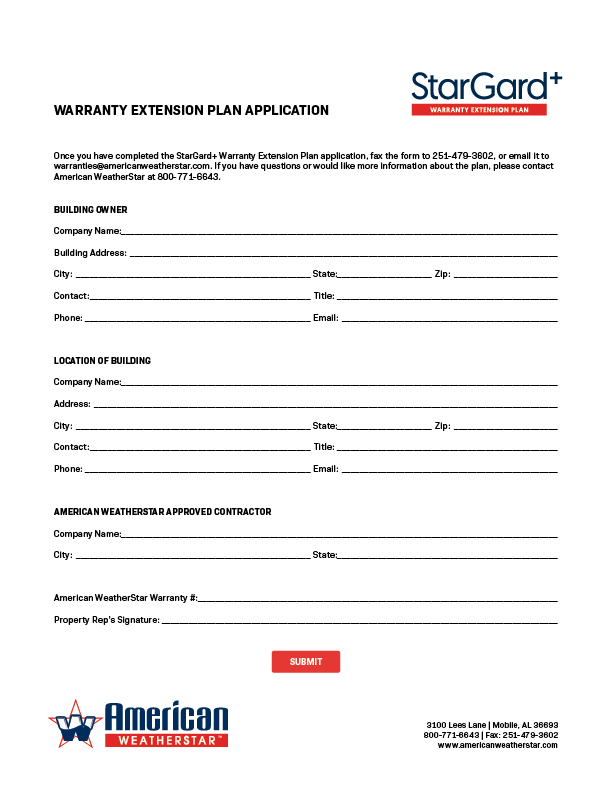 StarGard+
WARRANTY EXTENSION PLAN
WARRANTY EXTENSION PLAN APPLICATION
Once you have completed the StarGard+ Warranty Extension Plan application, fax the form to 251-479-3602, or email it to
warranties@americanweatherstar.com. If you have questions or would like more information about the plan, please contact
American WeatherStar at 800-771-6643.
BUILDING OWNER
Company Name:
Building Address:
City: State: Zip:
Contact: Title:
Phone: Email:
LOCATION OF BUILDING
Company Name:
Address:
City: State: Zip:
Contact: Title:
Phone: Email:
AMERICAN WEATHERSTAR APPROVED CONTRACTOR
Company Name:
City: State:
American WeatherStar Warranty #:
Property Rep's Signature:
SUBMIT
W American
WEATHERSTAR™
3100 Lees Lane | Mobile, AL 36693
800-771-6643 | Fax: 251-479-3602
www.americanweatherstar.com